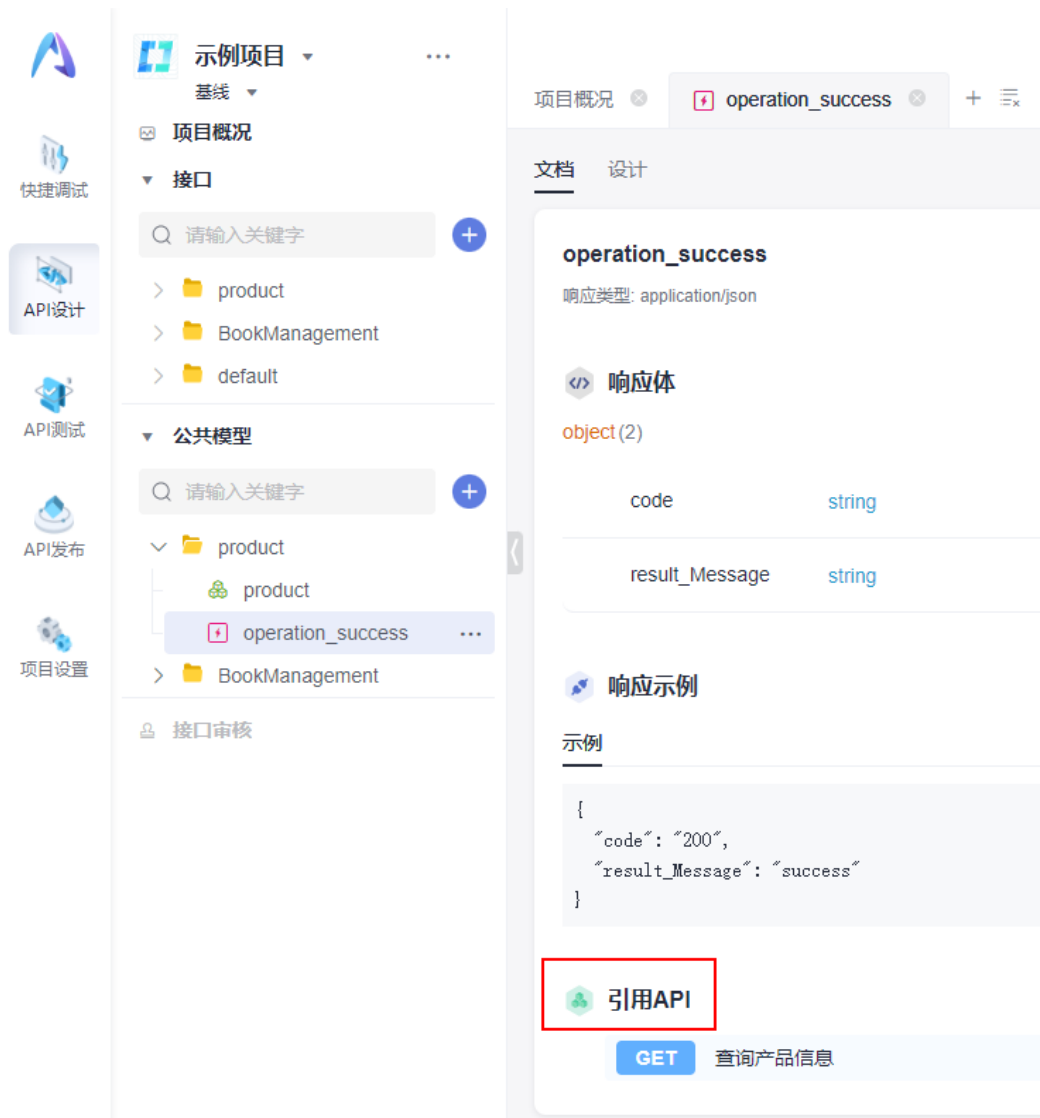 快捷调试
API设计
API测试
API发布
项目设置
示例项目
基线
项目概况
接口
请输入关键字
product
BookManagement
default
公共模型
请输入关键字
product
product
operation_success
BookManagement
接口审核
项目概况
operation_success
文档 设计
operation_success
响应类型: application/json
响应体
object (2)
code string
result_Message string
响应示例
示例
{
"code": "200",
"result_Message": "success"
}
引用API
GET 查询产品信息